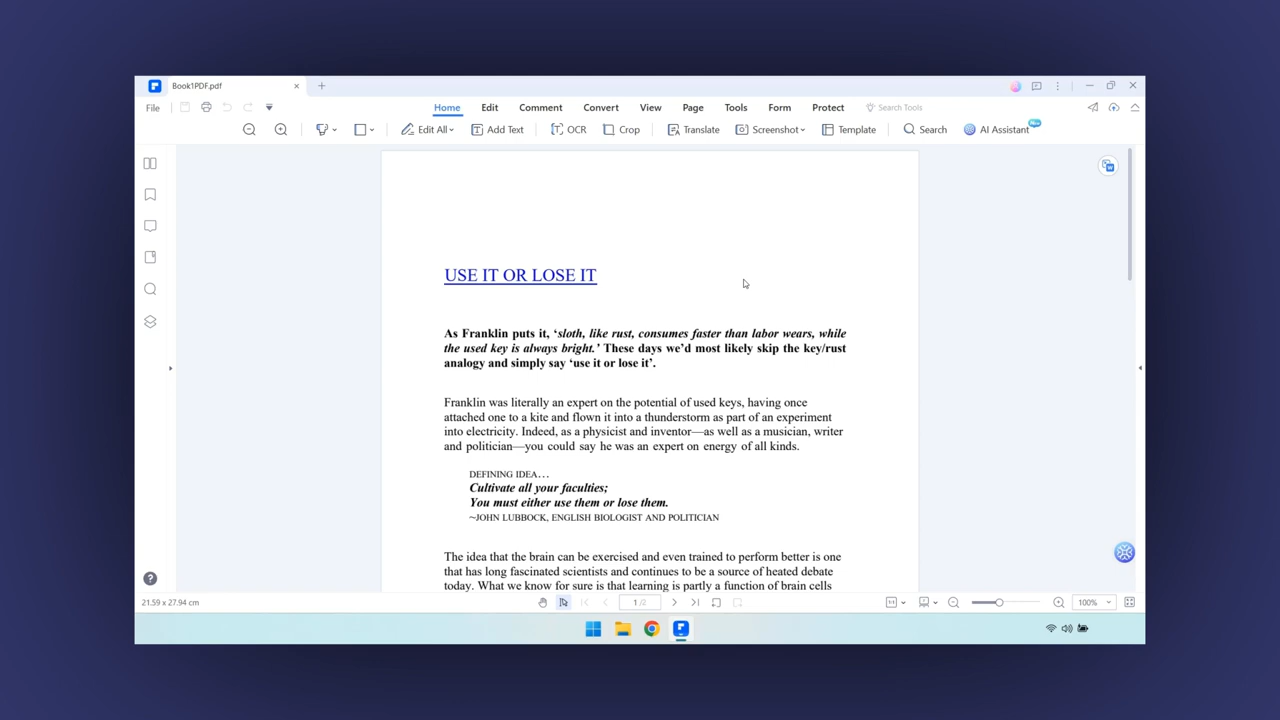 Book1PDF.pdf
File
Home Edit Comment Convert View Page Tools Form Protect Search Tools
Edit All Add Text OCR Crop Translate Screenshot Template Search AI Assistant
USE IT OR LOSE IT
As Franklin puts it, ‘sloth, like rust, consumes faster than labor wears, while
the used key is always bright.’ These days we’d most likely skip the key/rust
analogy and simply say ‘use it or lose it’.
Franklin was literally an expert on the potential of used keys, having once
attached one to a kite and flown it into a thunderstorm as part of an experiment
into electricity. Indeed, as a physicist and inventor—as well as a musician, writer
and politician—you could say he was an expert on energy of all kinds.
DEFINING IDEA…
Cultivate all your faculties;
You must either use them or lose them.
~JOHN LUBBOCK, ENGLISH BIOLOGIST AND POLITICIAN
The idea that the brain can be exercised and even trained to perform better is one
that has long fascinated scientists and continues to be a source of heated debate
today. What we know for sure is that learning is partly a function of brain cells
21.59 x 27.94 cm 1 /2 100%